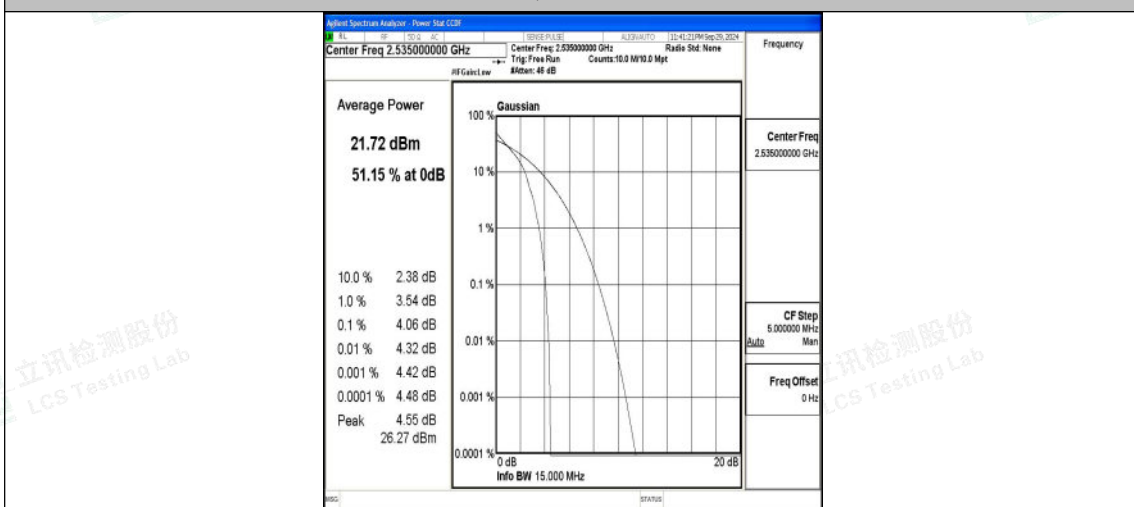 Agilent Spectrum Analyzer - Power Stat CCDF
RL RF 50 Ω AC SENSE:PULSE ALIGNAUTO 11:41:21PM Sep 29, 2024
Center Freq 2.535000000 GHz
Center Freq: 2.535000000 GHz Radio Std: None
Trig: Free Run Counts:10.0 M/10.0 Mpt
#IFGain:Low #Atten: 46 dB
Frequency
Average Power
21.72 dBm
51.15 % at 0dB
10.0 % 2.38 dB
1.0 % 3.54 dB
0.1 % 4.06 dB
0.01 % 4.32 dB
0.001 % 4.42 dB
0.0001 % 4.48 dB
Peak 4.55 dB
26.27 dBm
Gaussian
100 %
10 %
1 %
0.1 %
0.01 %
0.001 %
0.0001 %
0 dB 20 dB
Info BW 15.000 MHz
Center Freq
2.535000000 GHz
CF Step
5.000000 MHz
Auto Man
Freq Offset
0 Hz
MSG STATUS
立讯检测股份
LCS Testing Lab
立讯检测股份
LCS Testing Lab